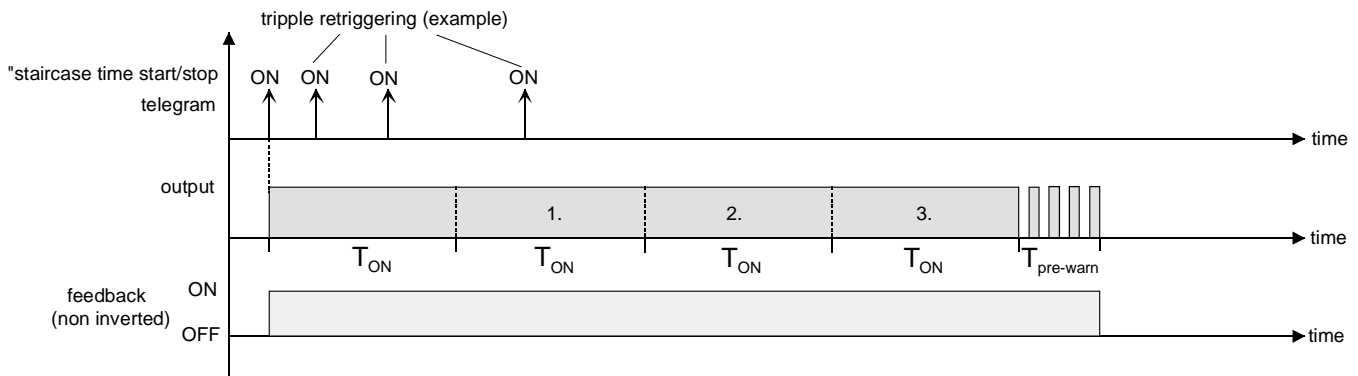 tripple retriggering (example)
"staircase time start/stop
telegram
ON ON ON ON
time
output
1. 2. 3.
time
TON TON TON TON Tpre-warn
feedback
(non inverted)
ON
OFF
time